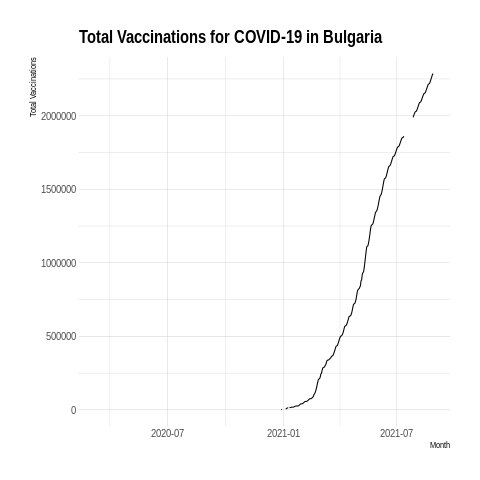 Total Vaccinations for COVID-19 in Bulgaria
Total Vaccinations
2000000
1500000
1000000
500000
0
2020-07
2021-01
2021-07
Month